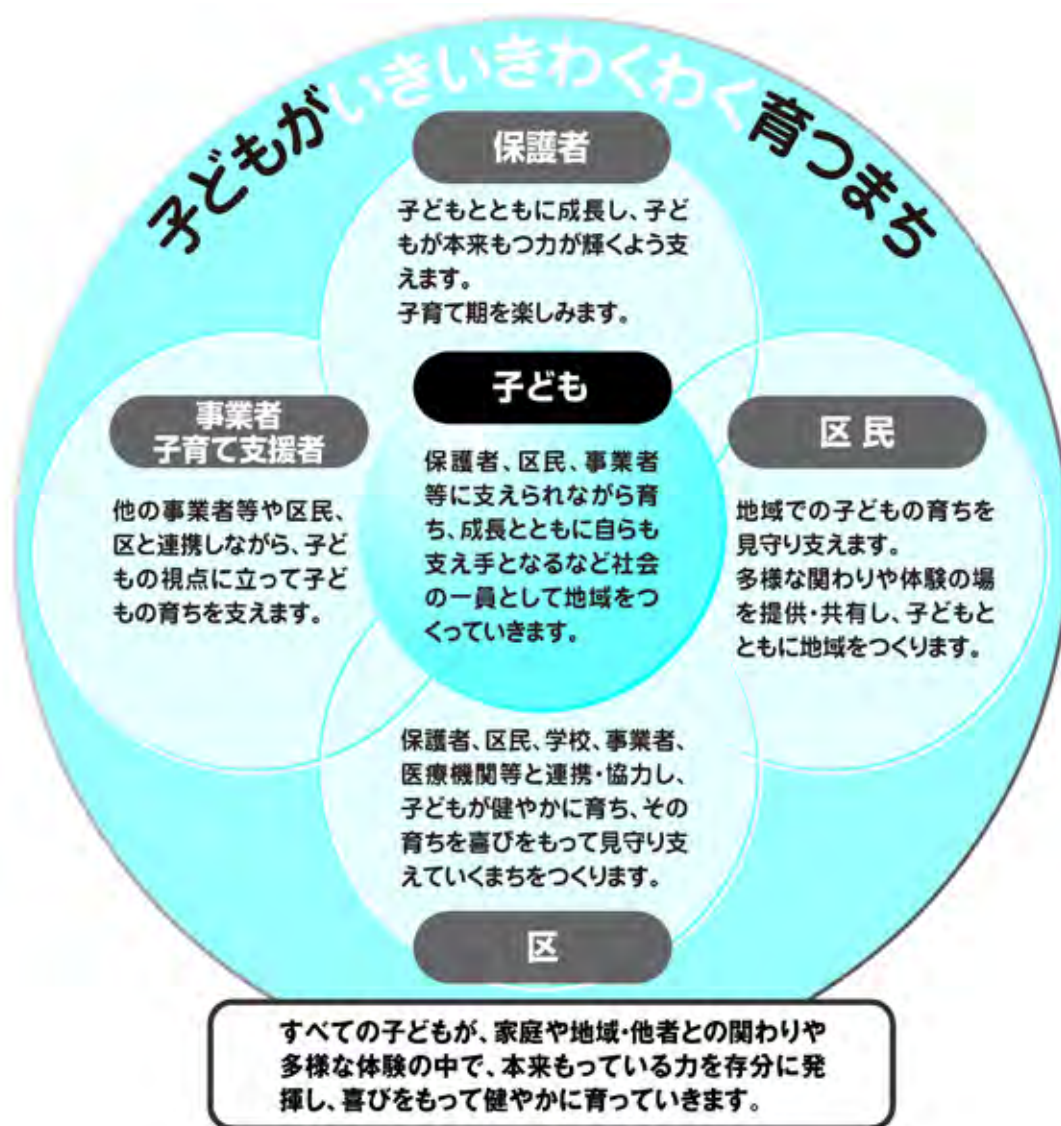 子どもがいきいきわくわく育つまち
保護者
子どもとともに成長し、子ど
もが本来もつ力が輝くよう支
えます。
子育て期を楽しみます。
子ども
保護者、区民、事業者
等に支えられながら育
ち、成長とともに自らも
支え手となるなど社会
の一員として地域をつ
くっていきます。
事業者
子育て支援者
他の事業者等や区民、
区と連携しながら、子ど
もの視点に立って子ど
もの育ちを支えます。
区民
地域での子どもの育ちを
見守り支えます。
多様な関わりや体験の場
を提供・共有し、子どもと
ともに地域をつくります。
保護者、区民、学校、事業者、
医療機関等と連携・協力し、
子どもが健やかに育ち、その
育ちを喜びをもって見守り支
えていくまちをつくります。
区
すべての子どもが、家庭や地域・他者との関わりや
多様な体験の中で、本来もっている力を存分に発
揮し、喜びをもって健やかに育っていきます。